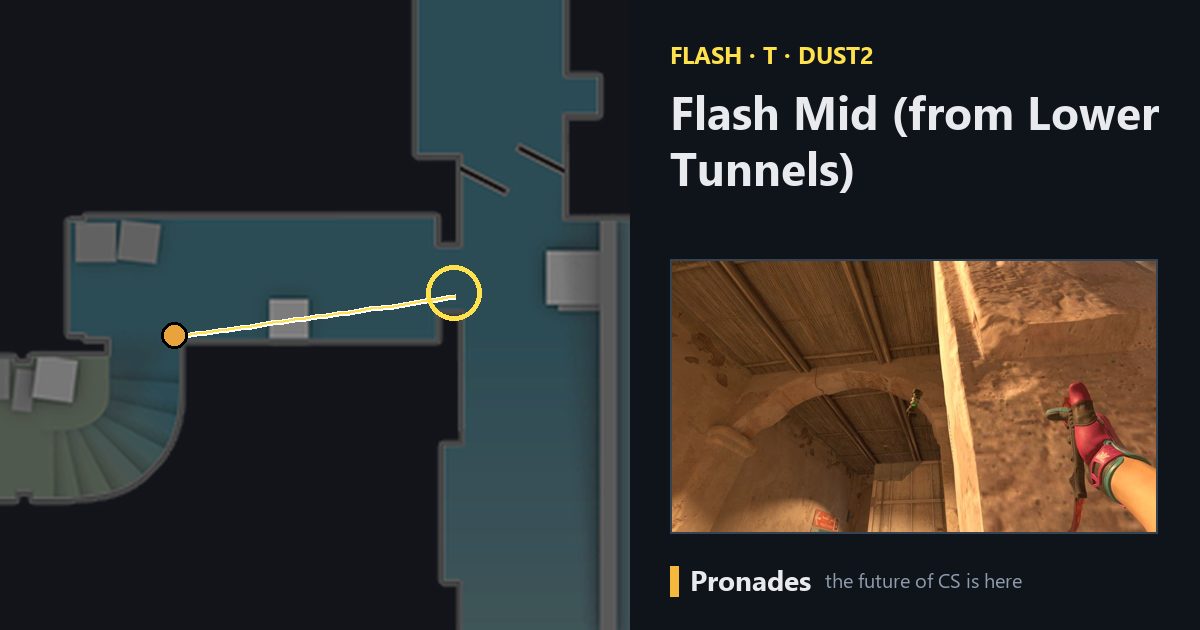 FLASH · T · DUST2
Flash Mid (from Lower
Tunnels)
Pronades the future of CS is here